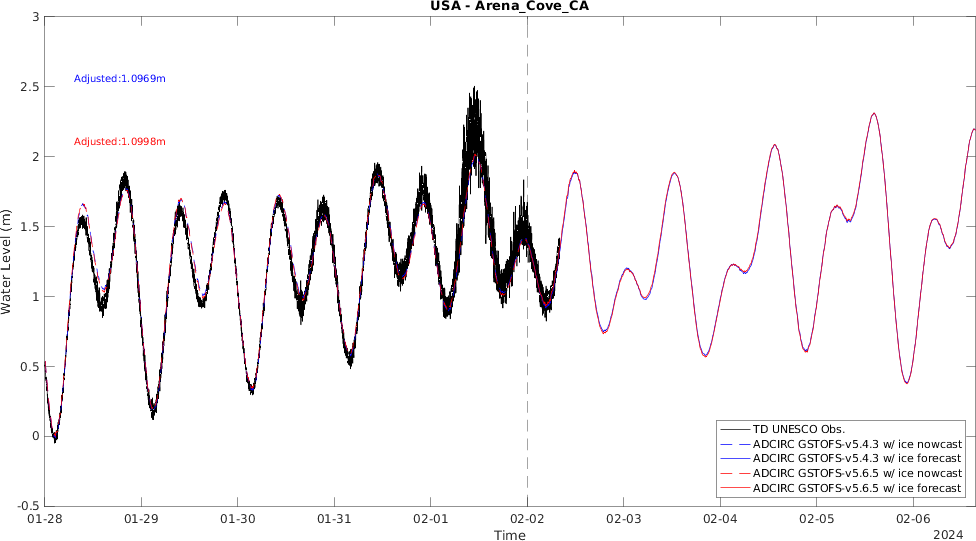 USA - Arena_Cove_CA
3
2.5
2
1.5
1
0.5
0
-0.5
Water Level (m)
Adjusted:1.0969m
Adjusted:1.0998m
TD UNESCO Obs.
ADCIRC GSTOFS-v5.4.3 w/ ice nowcast
ADCIRC GSTOFS-v5.4.3 w/ ice forecast
ADCIRC GSTOFS-v5.6.5 w/ ice nowcast
ADCIRC GSTOFS-v5.6.5 w/ ice forecast
01-28 01-29 01-30 01-31 02-01 02-02 02-03 02-04 02-05 02-06
Time
2024